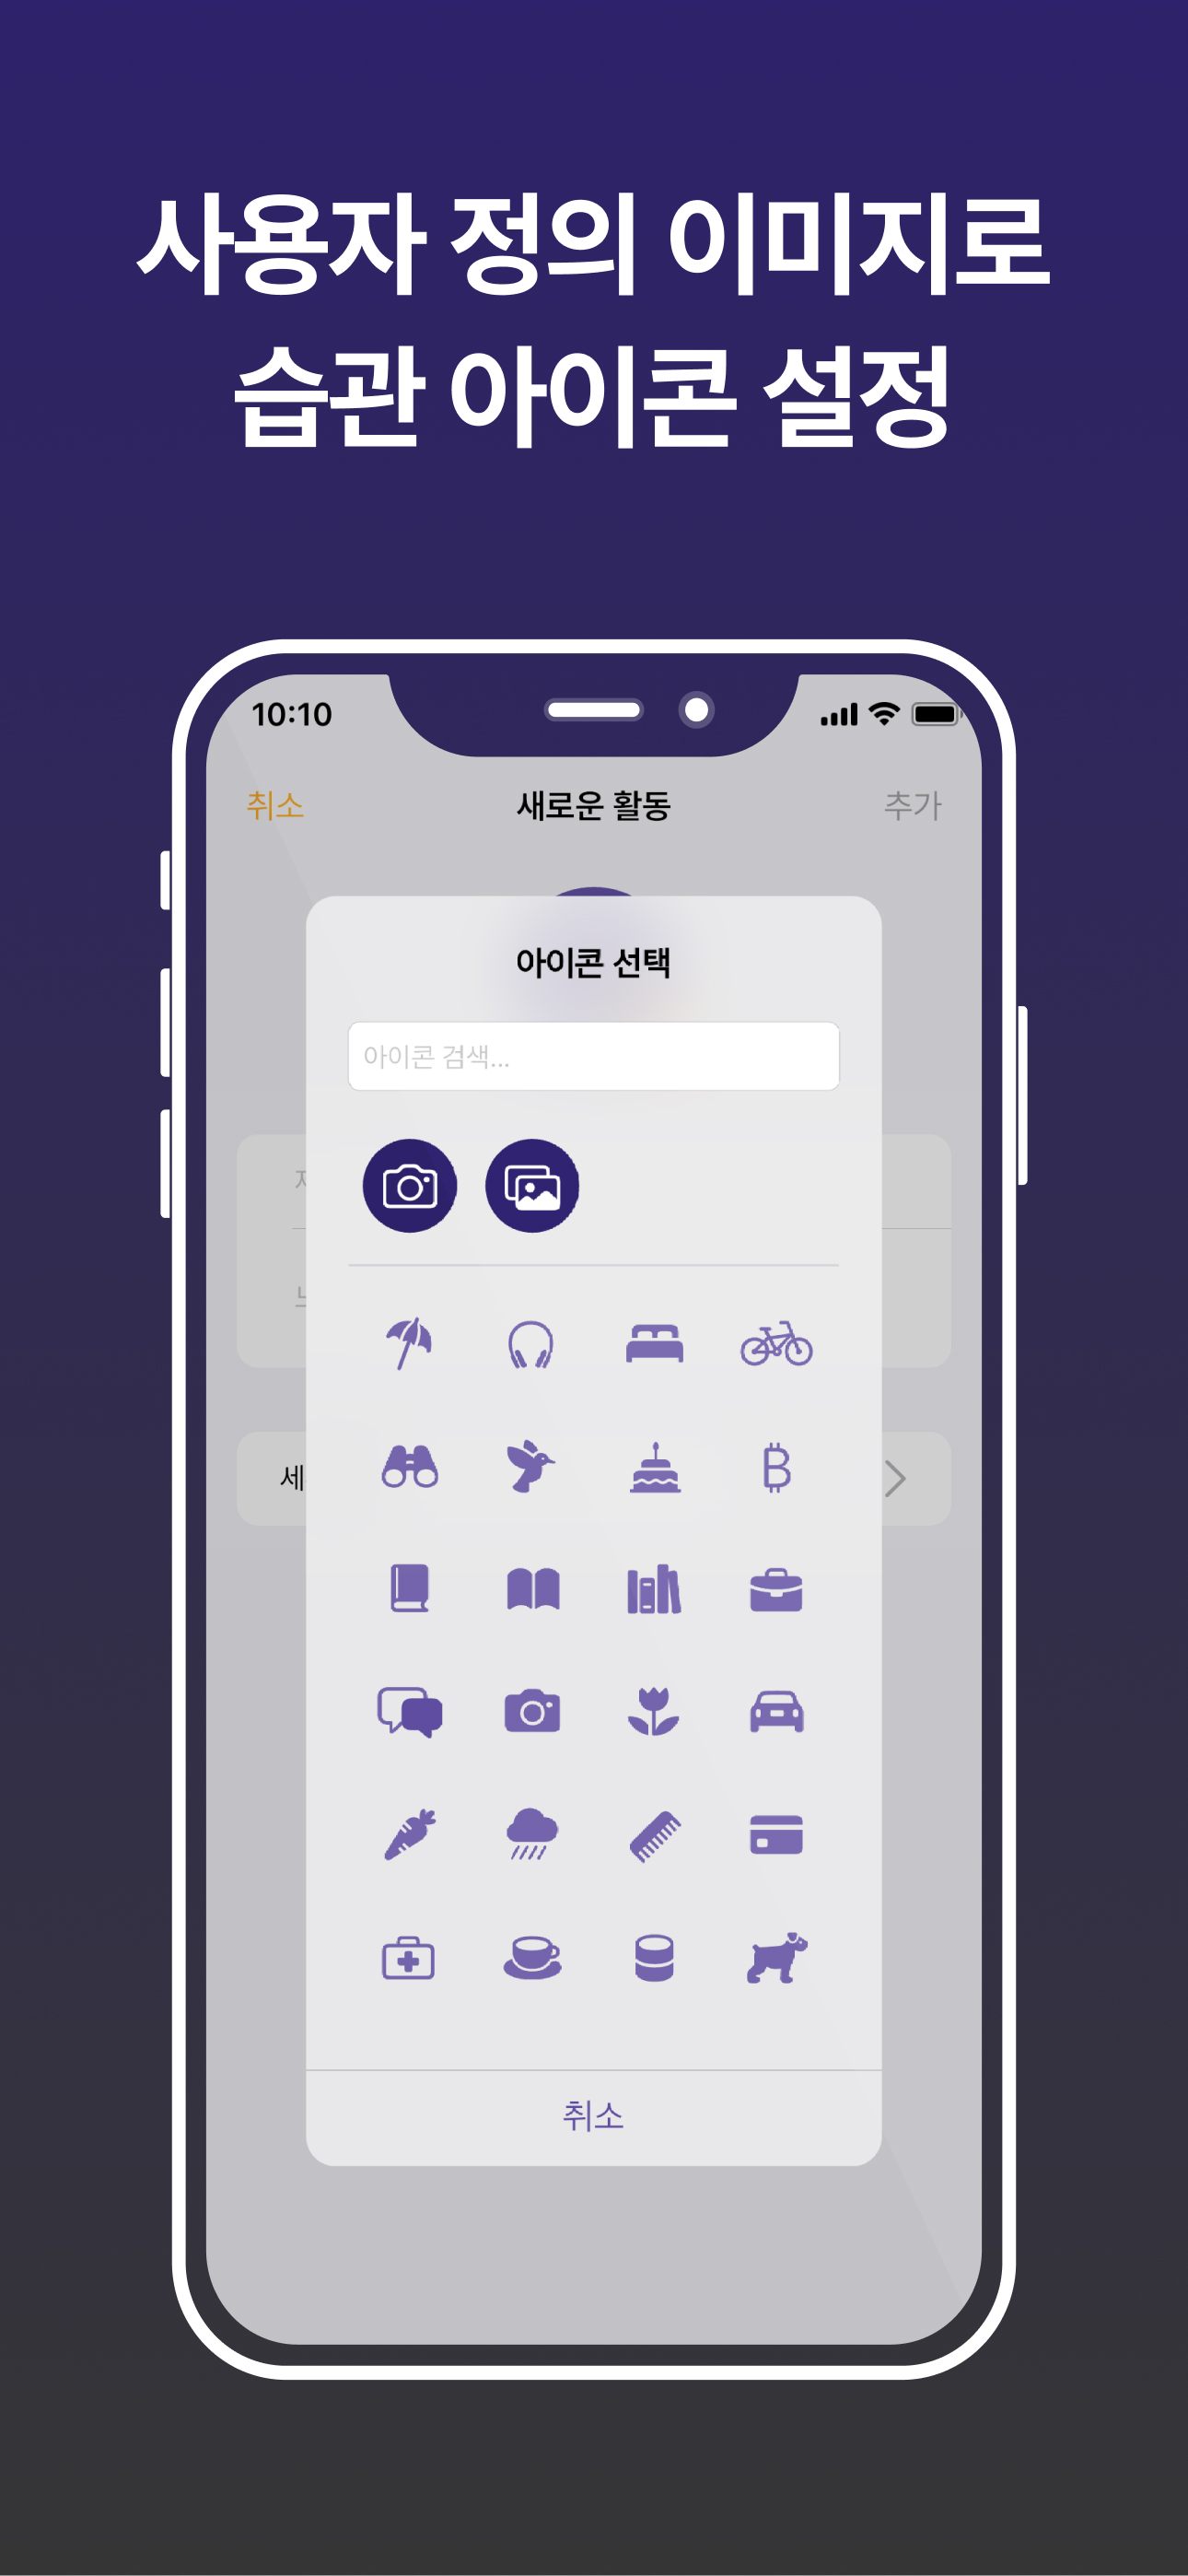 사용자 정의 이미지로
습관 아이콘 설정
10:10
취소 새로운 활동 추가
아이콘 선택
아이콘 검색...
세
취소